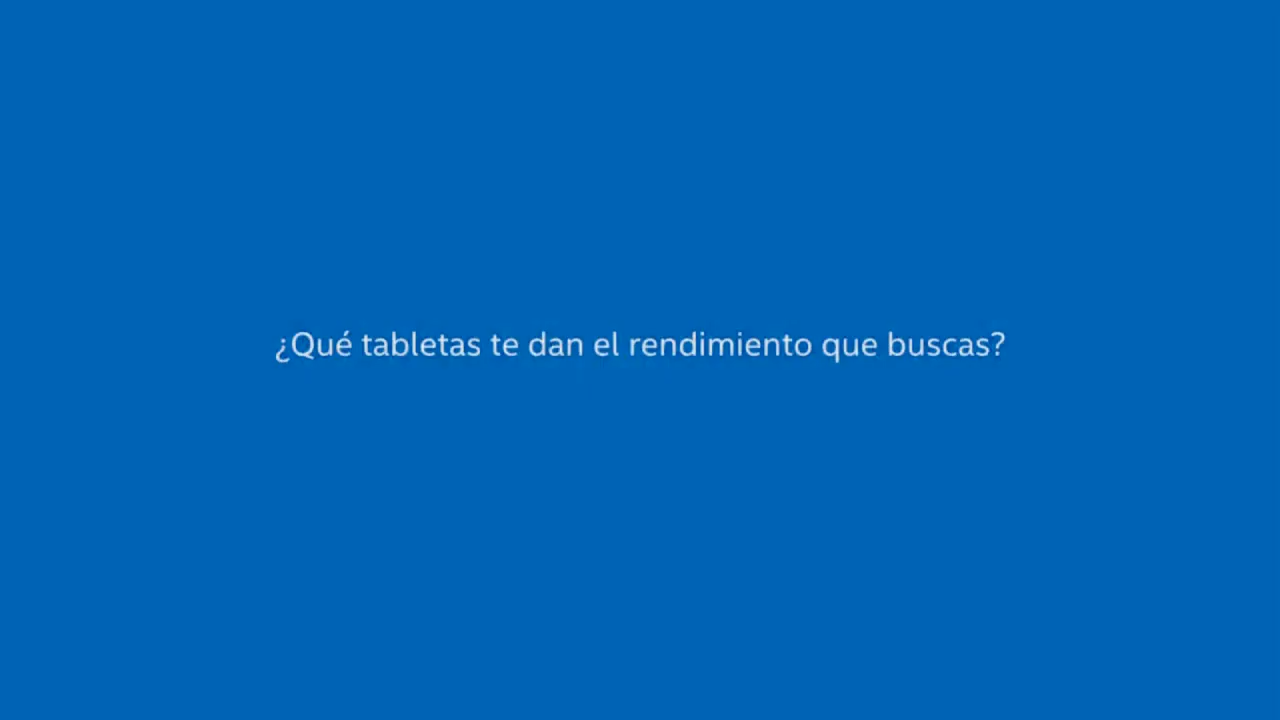 ¿Qué tabletas te dan el rendimiento que buscas?